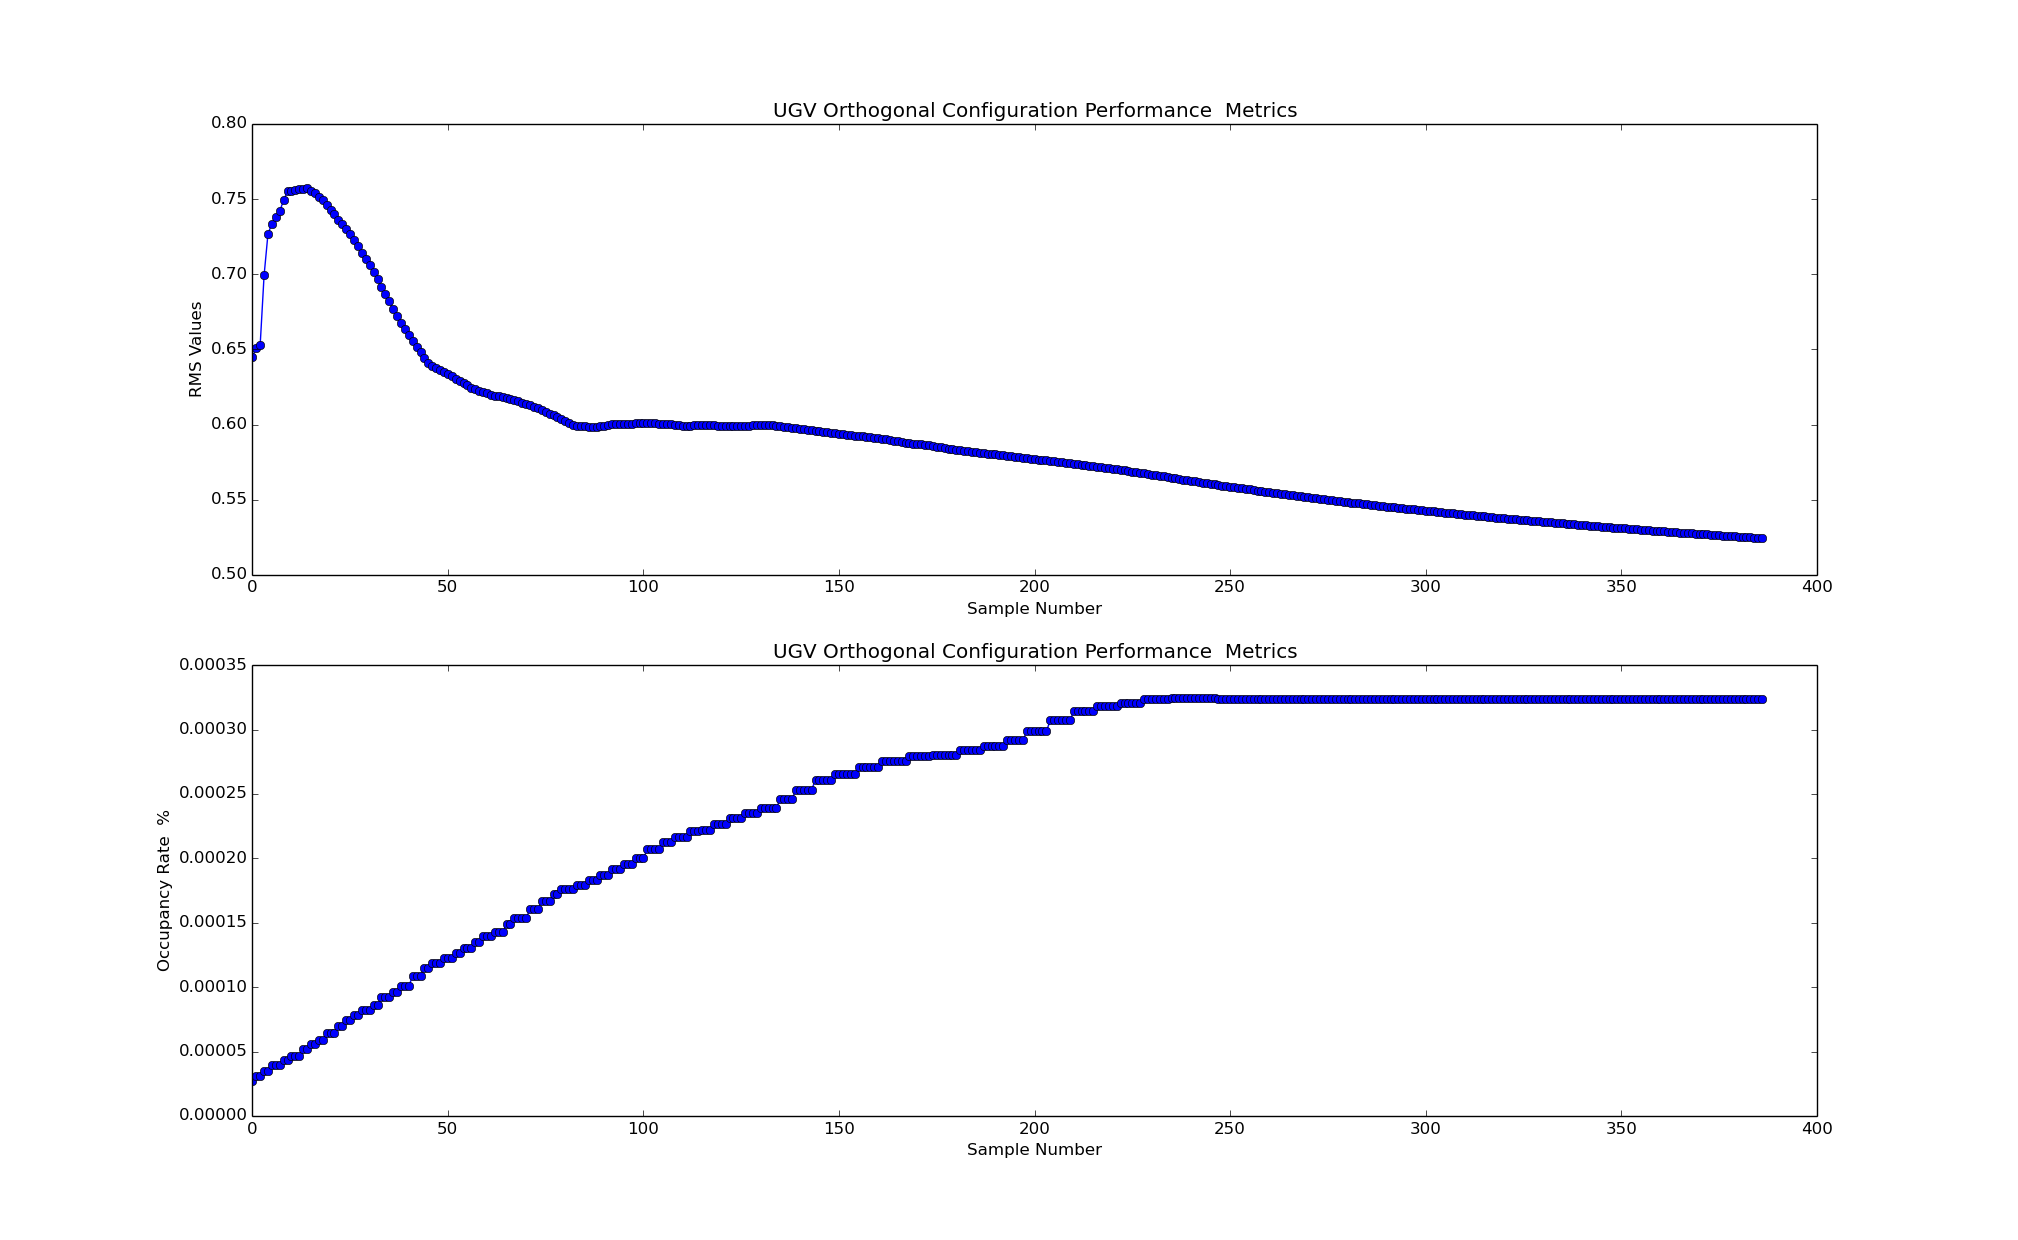 UGV Orthogonal Configuration Performance  Metrics
0.80
0.75
0.70
0.65
0.60
0.55
0.50
RMS Values
0 50 100 150 200 250 300 350 400
Sample Number
UGV Orthogonal Configuration Performance  Metrics
0.00035
0.00030
0.00025
0.00020
0.00015
0.00010
0.00005
0.00000
Occupancy Rate  %
0 50 100 150 200 250 300 350 400
Sample Number